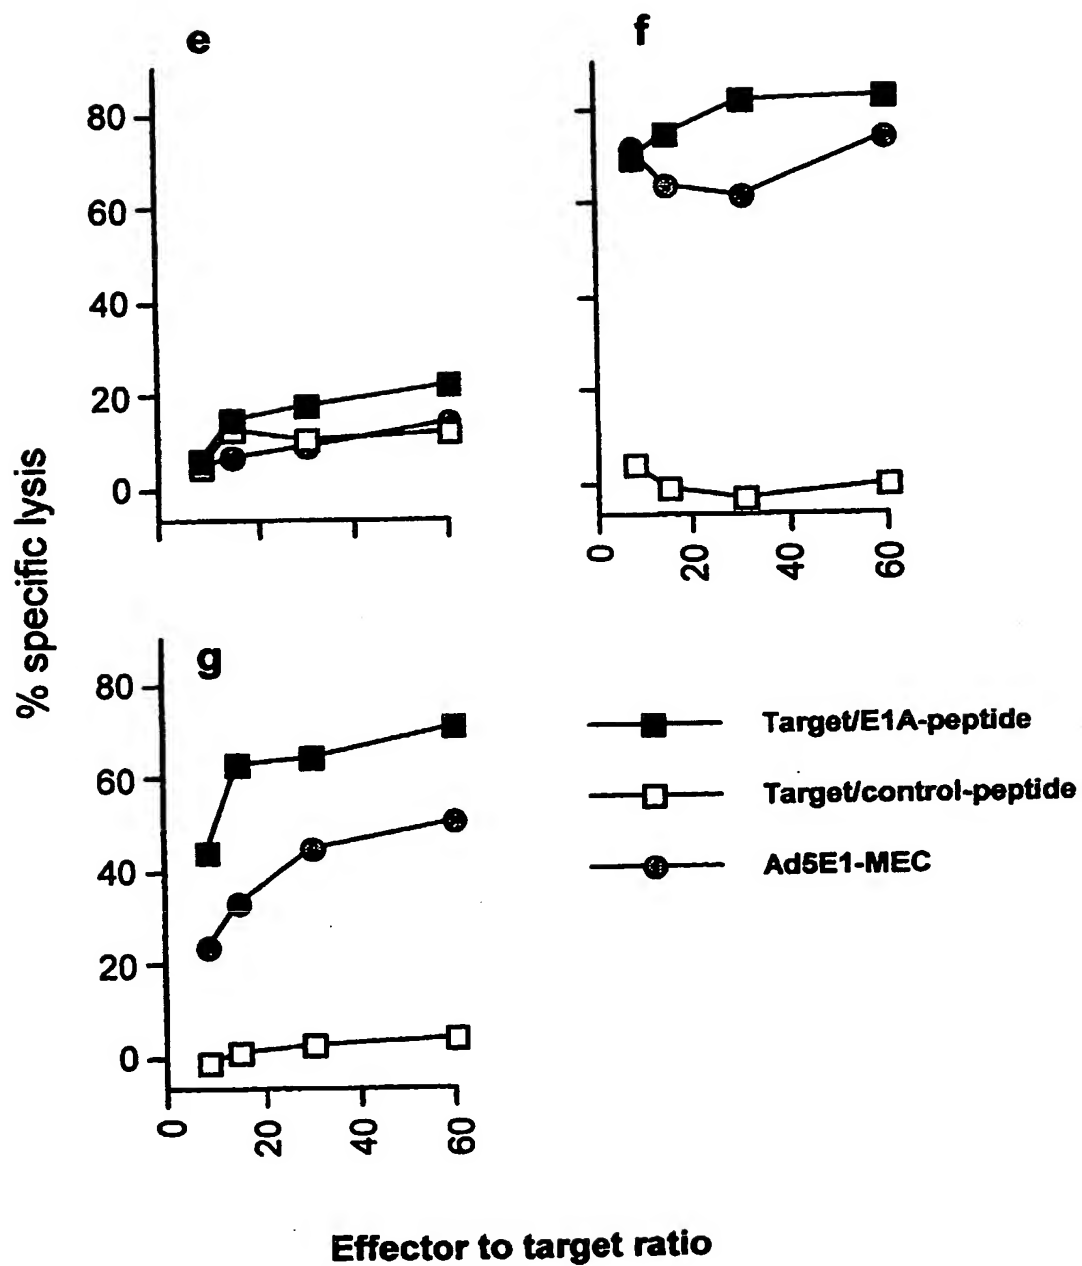 e
f
80
60
40
20
0
% specific lysis
0
20
40
60
g
80
60
40
20
0
0
20
40
60
Target/E1A-peptide
Target/control-peptide
Ad5E1-MEC
Effector to target ratio